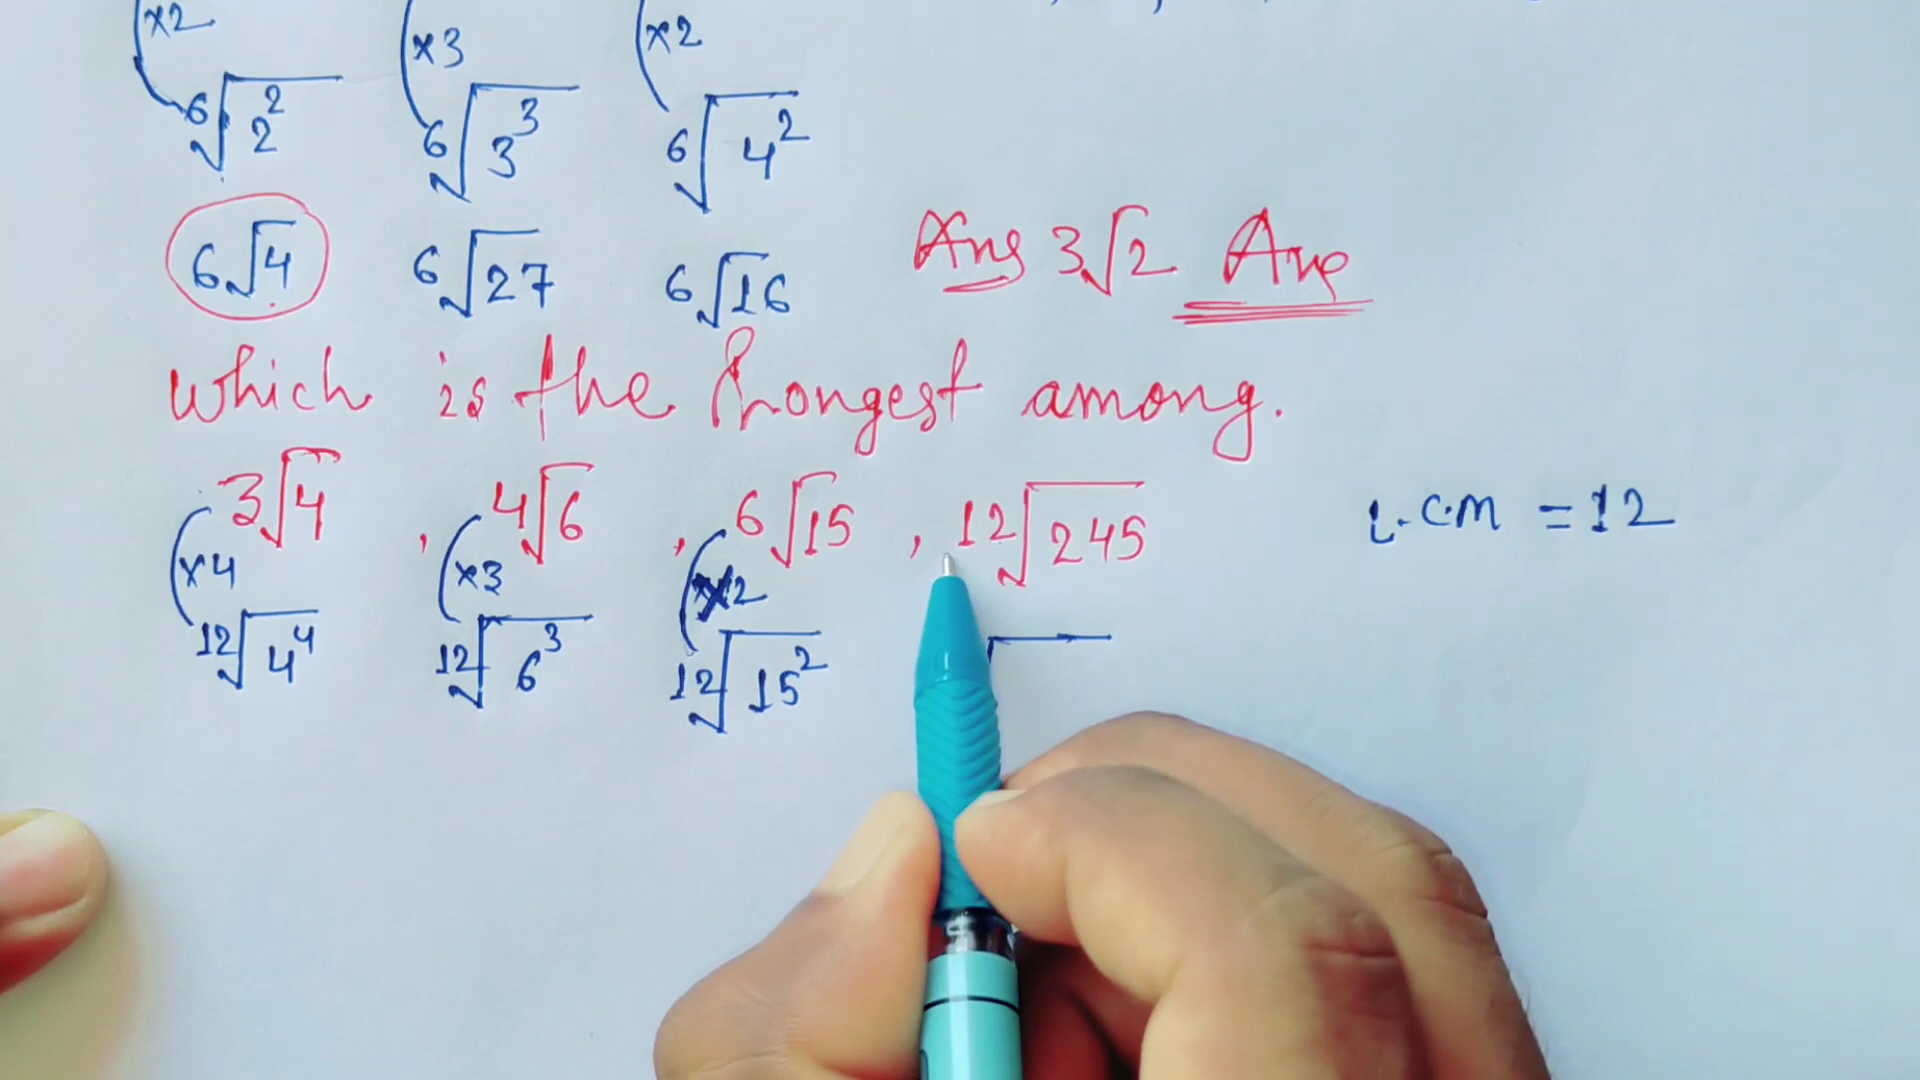 ×2 ×3 ×2
⁶√2² ⁶√3³ ⁶√4²
6√4 ⁶√27 ⁶√16 Ans 3√2 Ans
which is the Longest among.
3√4 , 4√6 , 6√15 , 12√245 L.C.M = 12
×4 ×3 ×2
12√4⁴ 12√6³ 12√15²